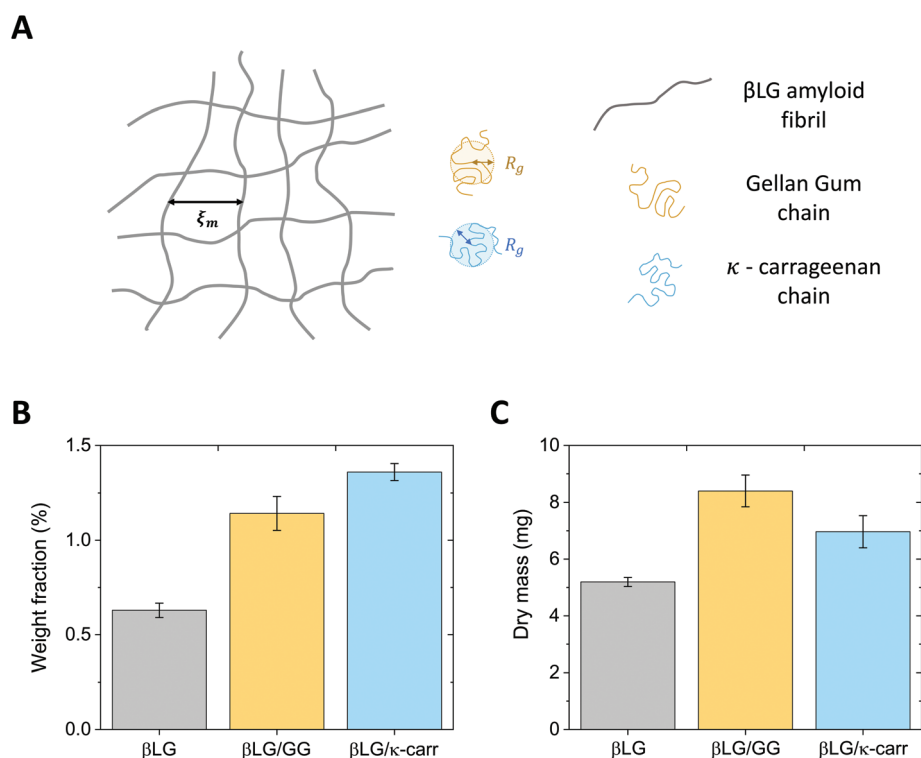 A
ξm
Rg
Rg
βLG amyloid
fibril
Gellan Gum
chain
κ - carrageenan
chain
B
Weight fraction (%)
1.5
1.0
0.5
0.0
βLG
βLG/GG
βLG/κ-carr
C
Dry mass (mg)
10
8
6
4
2
0
βLG
βLG/GG
βLG/κ-carr